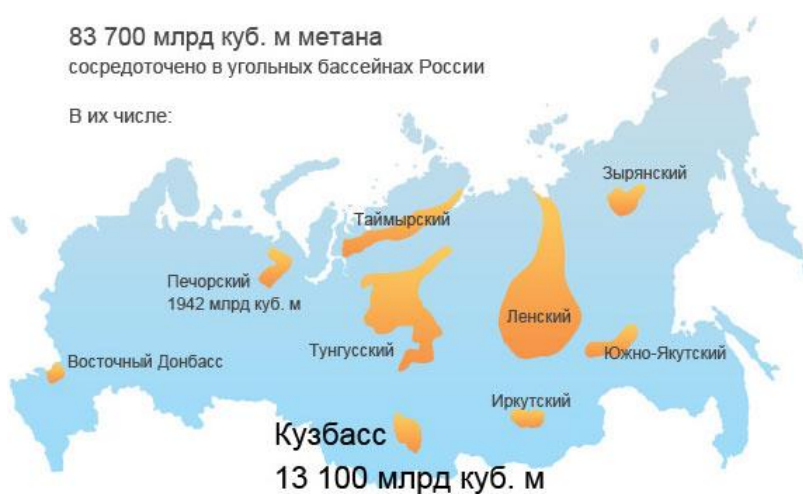 83 700 млрд куб. м метана
сосредоточено в угольных бассейнах России
В их числе:
Зырянский
Таймырский
Печорский
1942 млрд куб. м
Ленский
Тунгусский
Южно-Якутский
Восточный Донбасс
Иркутский
Кузбасс
13 100 млрд куб. м